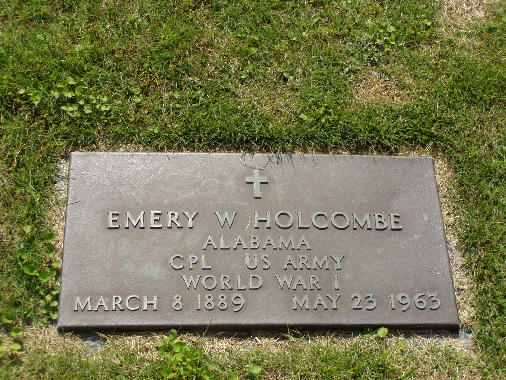 EMERY W HOLCOMBE
ALABAMA
CPL US ARMY
WORLD WAR I
MARCH 8 1889 MAY 23 1963